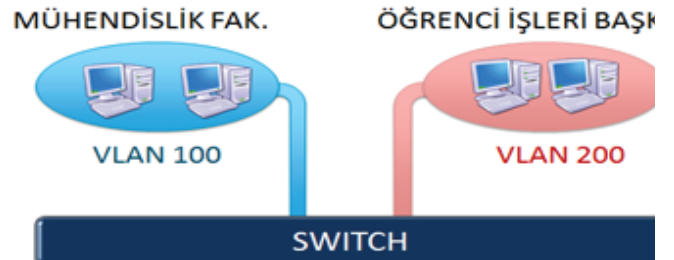 MÜHENDİSLİK FAK.
ÖĞRENCİ İŞLERİ BAŞK
VLAN 100
VLAN 200
SWITCH